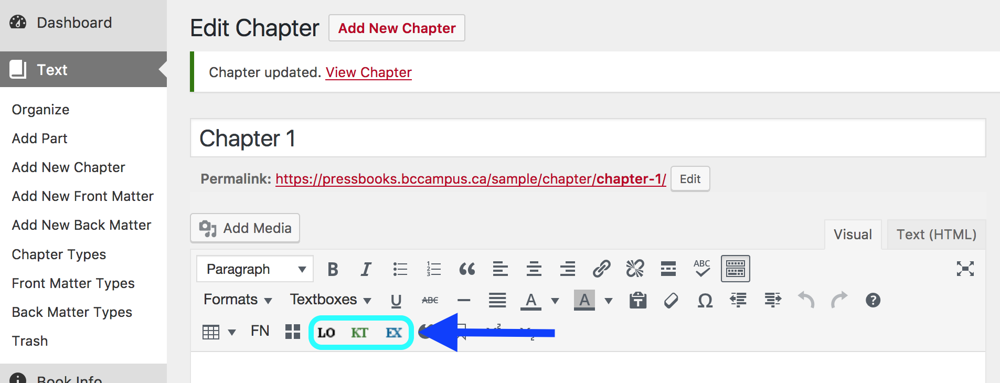 Dashboard
Text
Organize
Add Part
Add New Chapter
Add New Front Matter
Add New Back Matter
Chapter Types
Front Matter Types
Back Matter Types
Trash
Book Info
Edit Chapter Add New Chapter
Chapter updated. View Chapter
Chapter 1
Permalink: https://pressbooks.bccampus.ca/sample/chapter/chapter-1/ Edit
Add Media
Visual Text (HTML)
Paragraph B I ABC
Formats Textboxes U ABC A A T Ω ?
FN LO KT EX